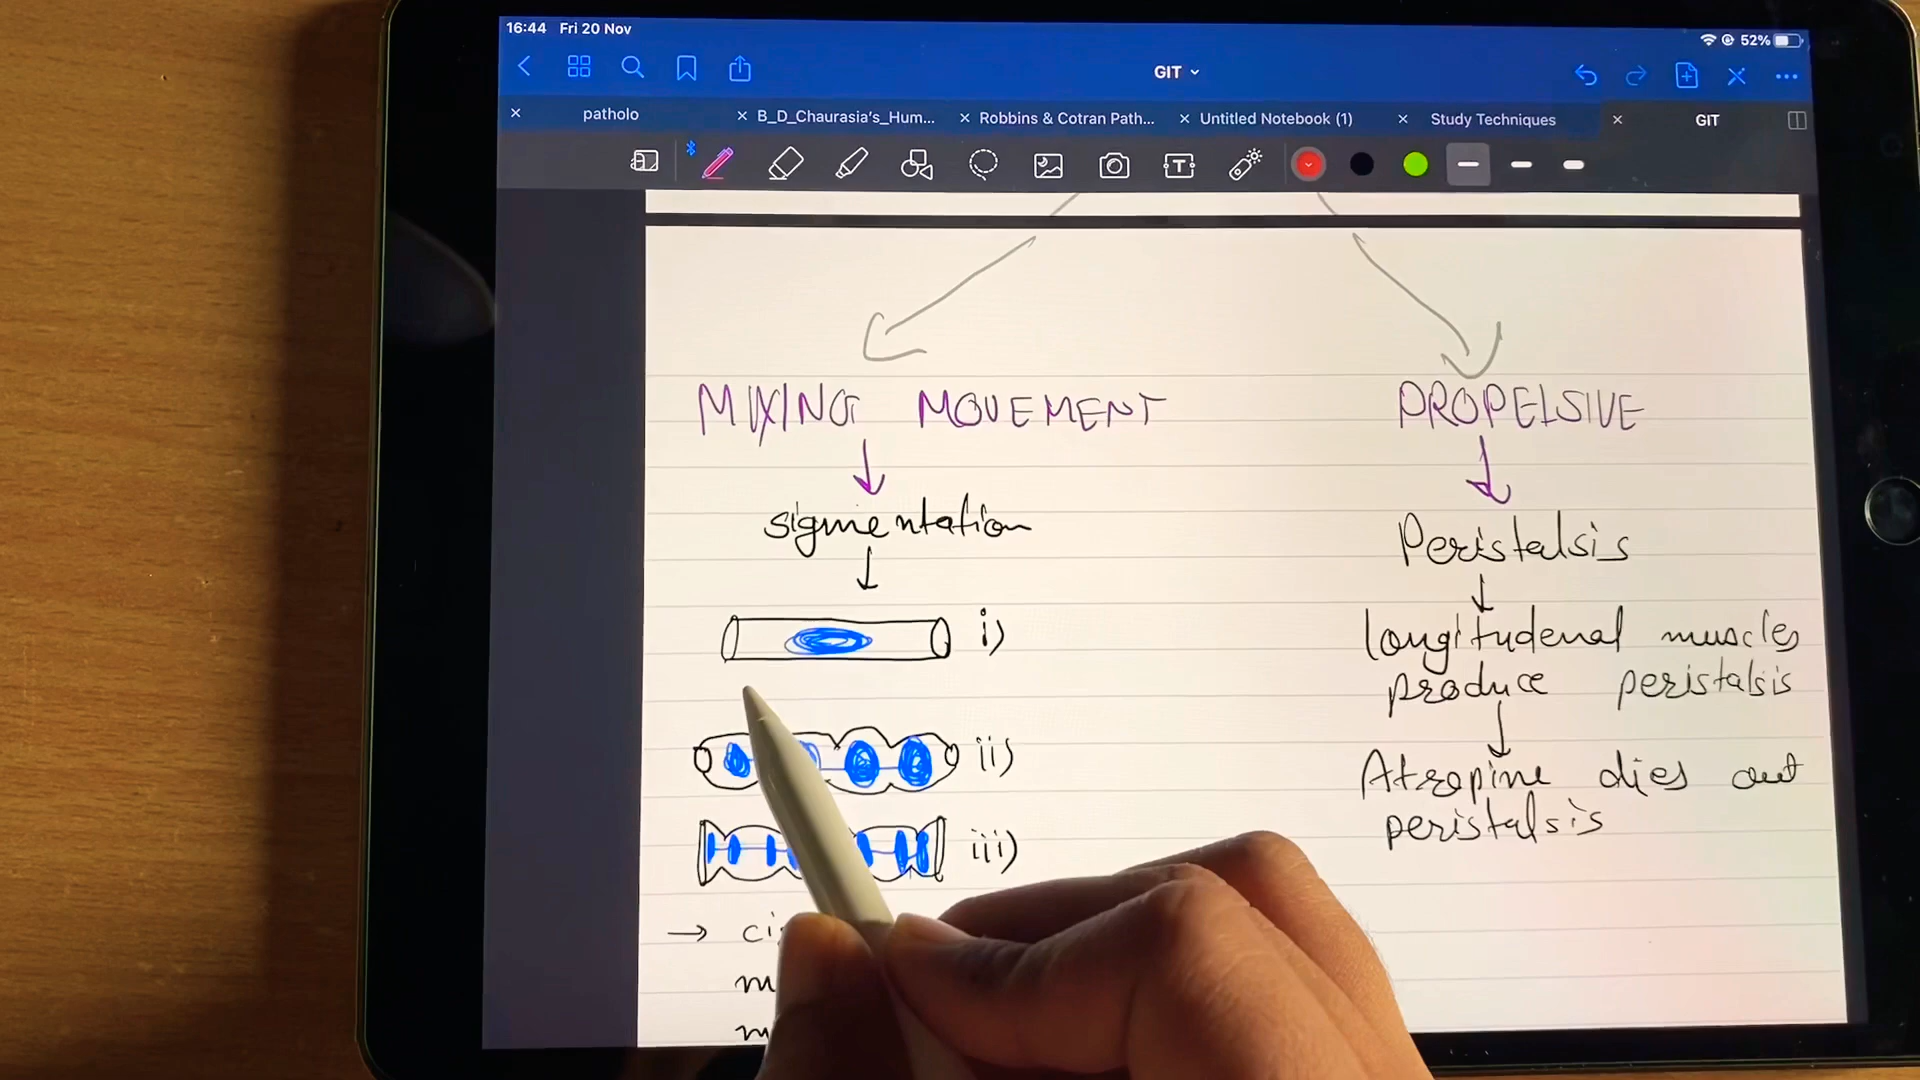 16:44 Fri 20 Nov
52%
GIT
patholo
B_D_Chaurasia's_Hum...
Robbins & Cotran Path...
Untitled Notebook (1)
Study Techniques
GIT
MIXING MOVEMENT
sigmentation
i)
ii)
iii)
→ ci
m
m
PROPELSIVE
Peristalsis
longitudenal muscles
produce peristalsis
Atropine dies out
peristalsis